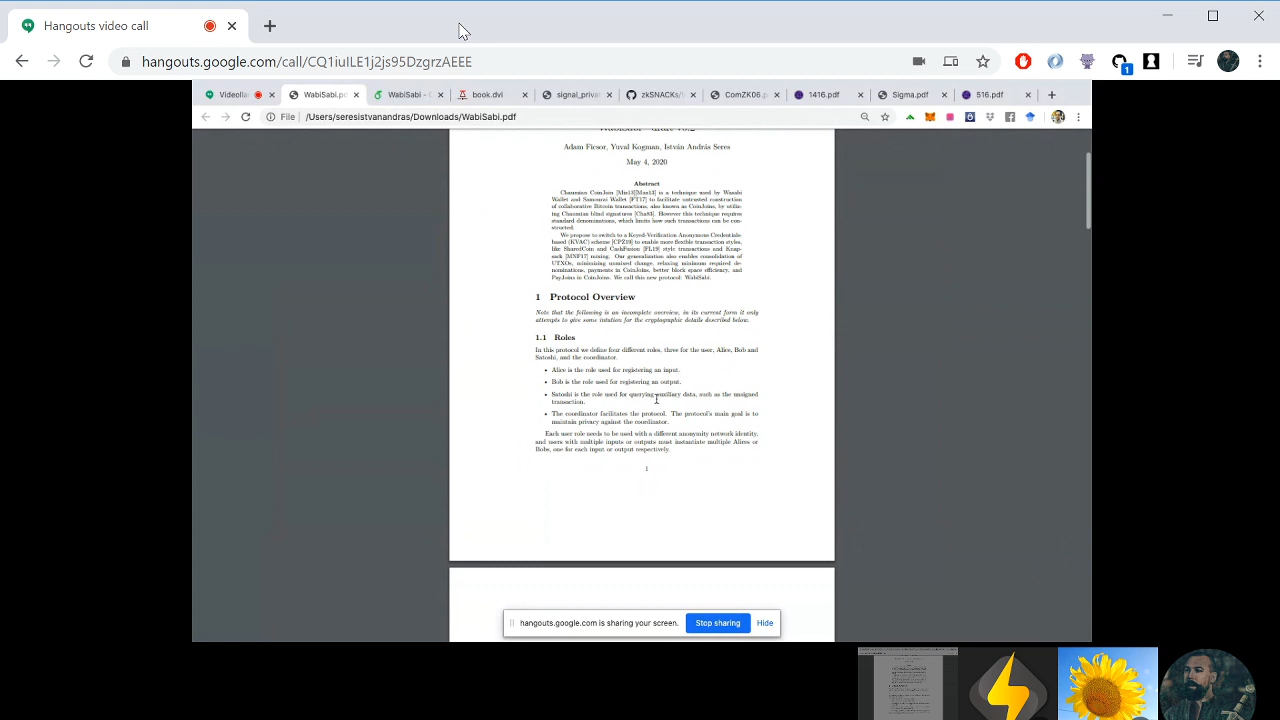 Hangouts video call
hangouts.google.com/call/CQ1iuILE1j2J95DzgrzGAEEE
Videollar
WabiSabi.pd
WabiSabi - C
book.dvi
signal_privat
zkSNACKs/
ComZK06.p
1416.pdf
Sigma.pdf
516.pdf
File | /Users/seresistvanandras/Downloads/WabiSabi.pdf
Adam Ficsor, Yuval Kogman, István András Seres
May 4, 2020
Abstract
Chaumian CoinJoin [Mis13][Max13] is a technique used by Wasabi
Wallet and Samourai Wallet [FT17] to facilitate untrusted construction
of collaborative Bitcoin transactions, also known as CoinJoins, by utiliz-
ing Chaumian blind signatures [Cha83]. However this technique requires
standard denominations, which limits how such transactions can be con-
structed.
We propose to switch to a Keyed-Verification Anonymous Credentials-
based (KVAC) scheme [CPZ19] to enable more flexible transaction styles,
like SharedCoin and CashFusion [FL19] style transactions and Knap-
sack [MNF17] mixing. Our generalization also enables consolidation of
UTXOs, minimizing unmixed change, relaxing minimum required de-
nominations, payments in CoinJoins, better block space efficiency, and
PayJoins in CoinJoins. We call this new protocol: WabiSabi.
1 Protocol Overview
Note that the following is an incomplete overview, in its current form it only
attempts to give some intuition for the cryptographic details described below.
1.1 Roles
In this protocol we define four different roles, three for the user, Alice, Bob and
Satoshi, and the coordinator.
• Alice is the role used for registering an input.
• Bob is the role used for registering an output.
• Satoshi is the role used for querying auxiliary data, such as the unsigned
transaction.
• The coordinator facilitates the protocol. The protocol's main goal is to
maintain privacy against the coordinator.
Each user role needs to be used with a different anonymity network identity,
and users with multiple inputs or outputs must instantiate multiple Alices or
Bobs, one for each input or output respectively.
1
hangouts.google.com is sharing your screen.
Stop sharing
Hide